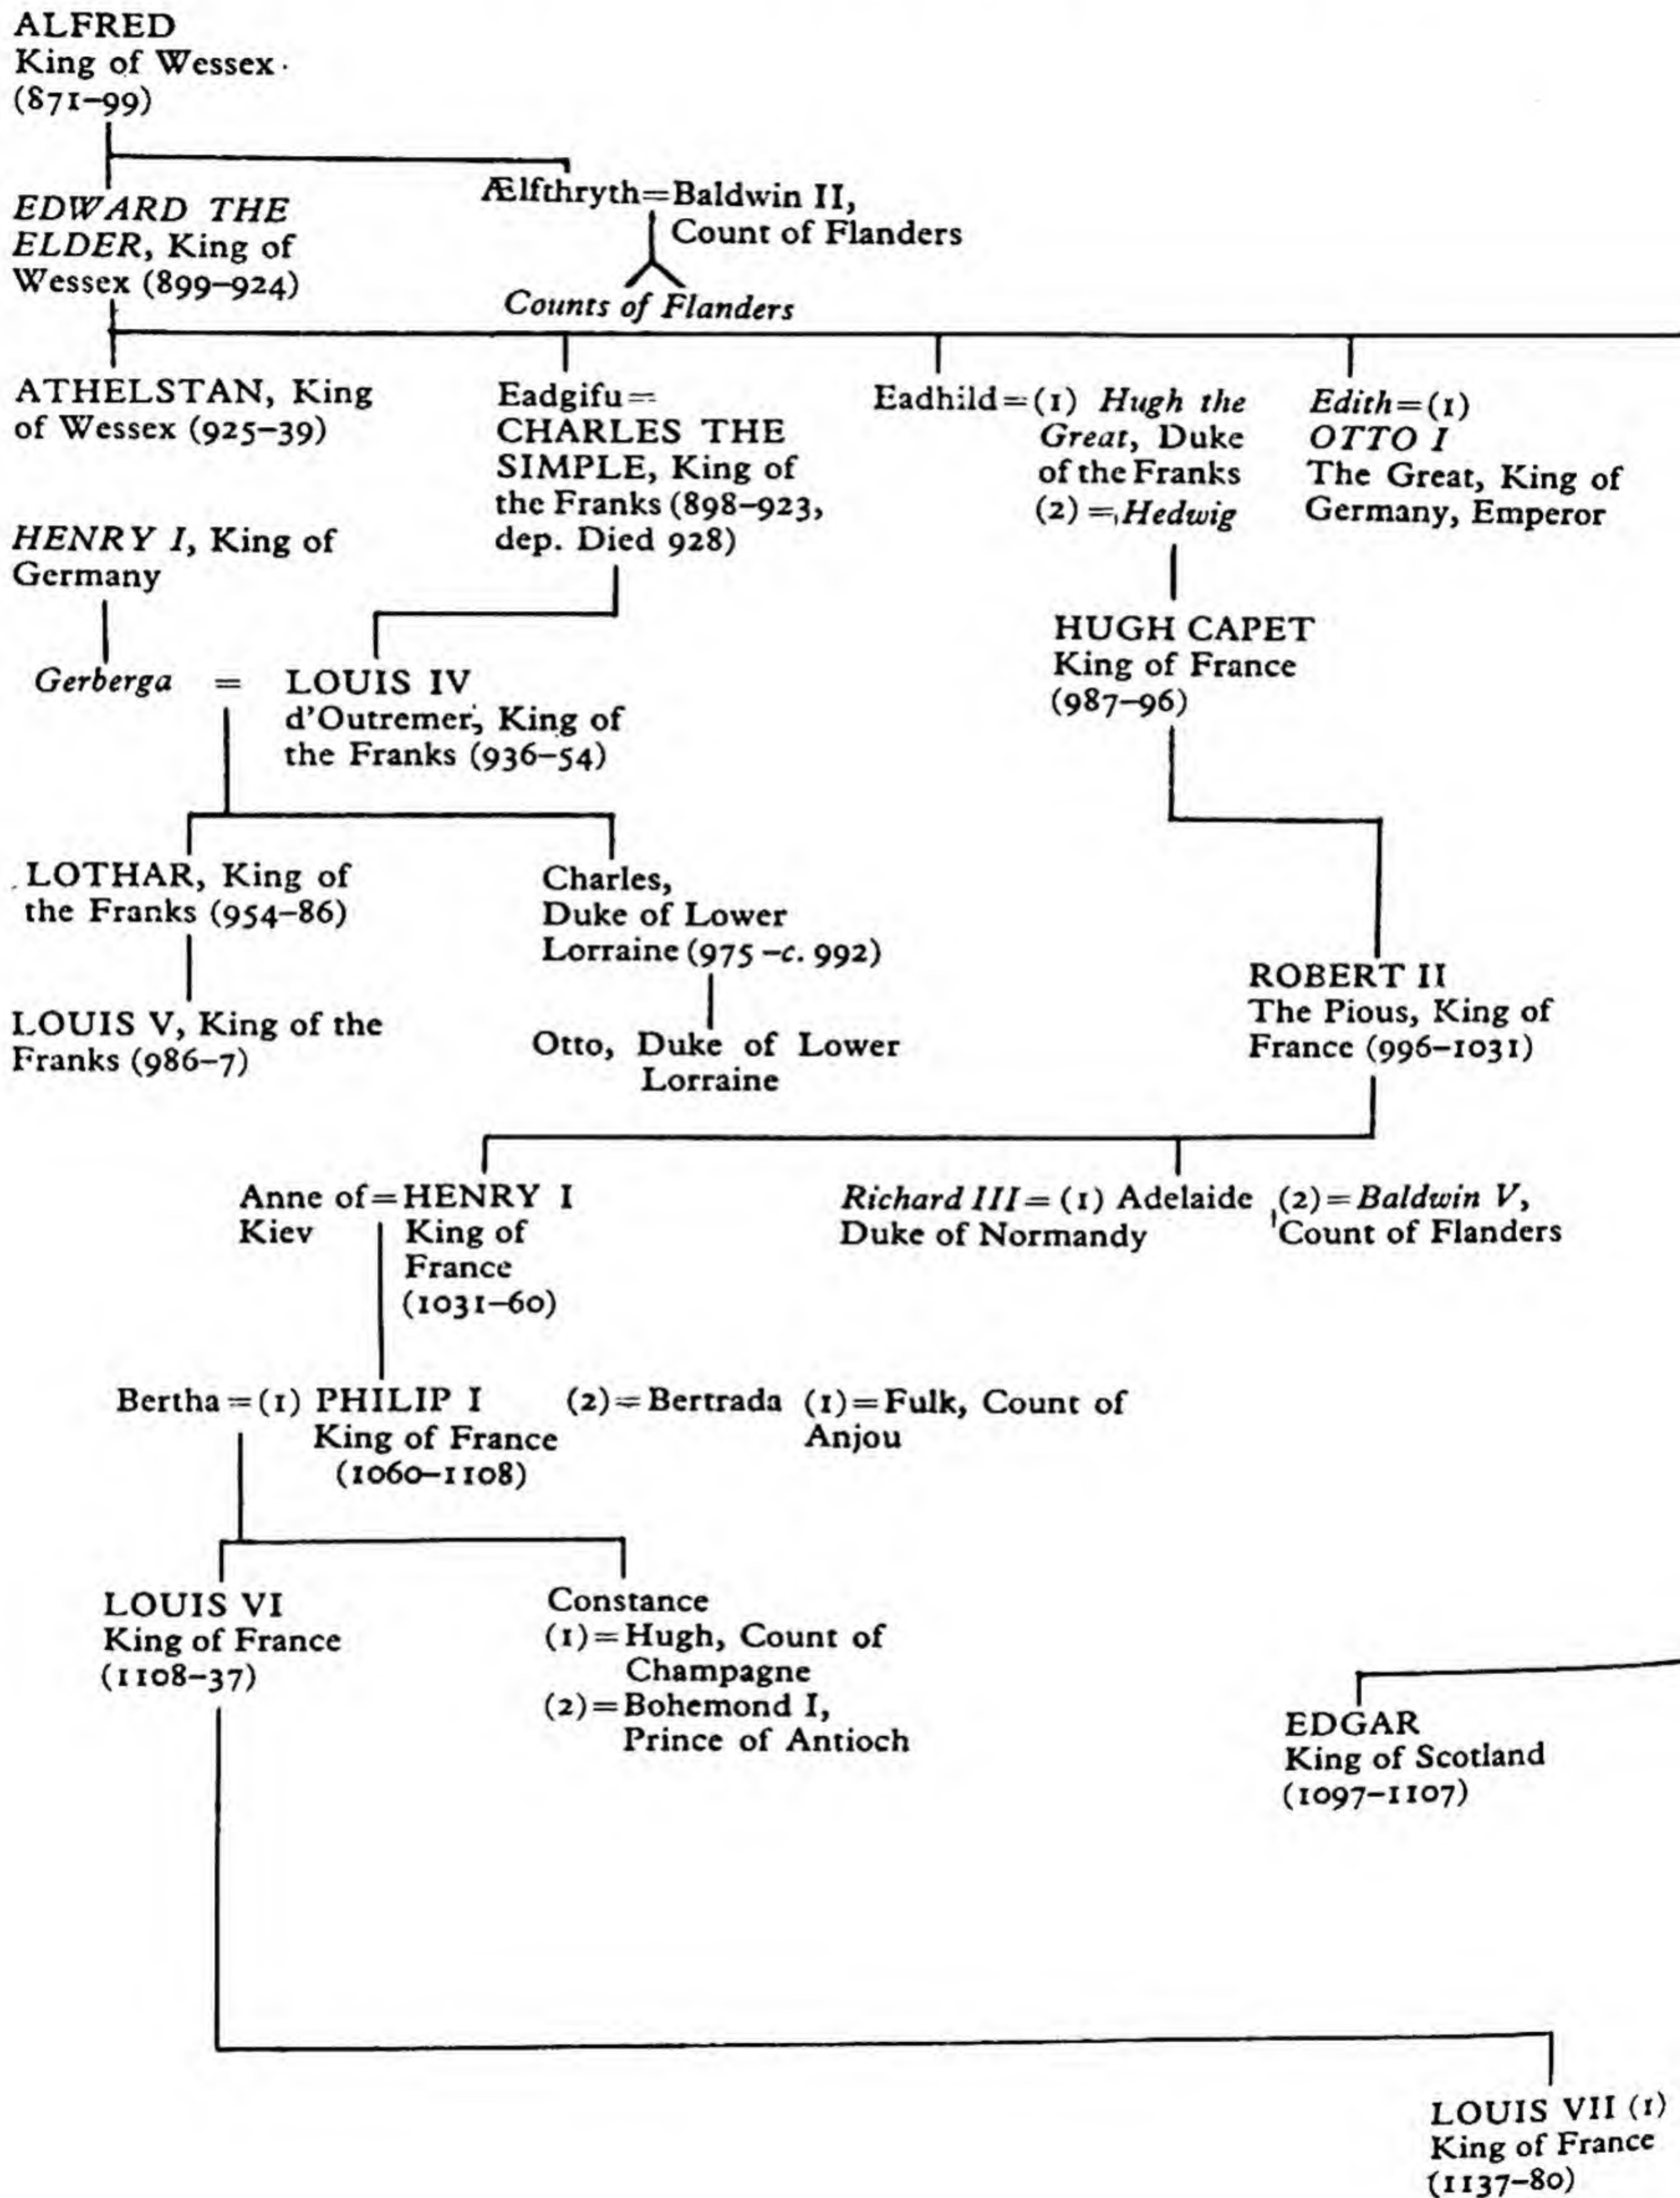 ALFRED
King of Wessex
(871–99)
EDWARD THE
ELDER, King of
Wessex (899–924)
Ælfthryth=Baldwin II,
Count of Flanders
Counts of Flanders
ATHELSTAN, King
of Wessex (925–39)
Eadgifu=
CHARLES THE
SIMPLE, King of
the Franks (898–923,
dep. Died 928)
Eadhild=(1) Hugh the
Great, Duke
of the Franks
(2)=Hedwig
Edith=(1)
OTTO I
The Great, King of
Germany, Emperor
HENRY I, King of
Germany
Gerberga = LOUIS IV
d'Outremer, King of
the Franks (936–54)
HUGH CAPET
King of France
(987–96)
LOTHAR, King of
the Franks (954–86)
Charles,
Duke of Lower
Lorraine (975–c. 992)
LOUIS V, King of the
Franks (986–7)
Otto, Duke of Lower
Lorraine
ROBERT II
The Pious, King of
France (996–1031)
Anne of=HENRY I
Kiev King of
France
(1031–60)
Richard III=(1) Adelaide (2)=Baldwin V,
Duke of Normandy Count of Flanders
Bertha=(1) PHILIP I (2)=Bertrada (1)=Fulk, Count of
King of France Anjou
(1060–1108)
LOUIS VI
King of France
(1108–37)
Constance
(1)=Hugh, Count of
Champagne
(2)=Bohemond I,
Prince of Antioch
EDGAR
King of Scotland
(1097–1107)
LOUIS VII (1)
King of France
(1137–80)